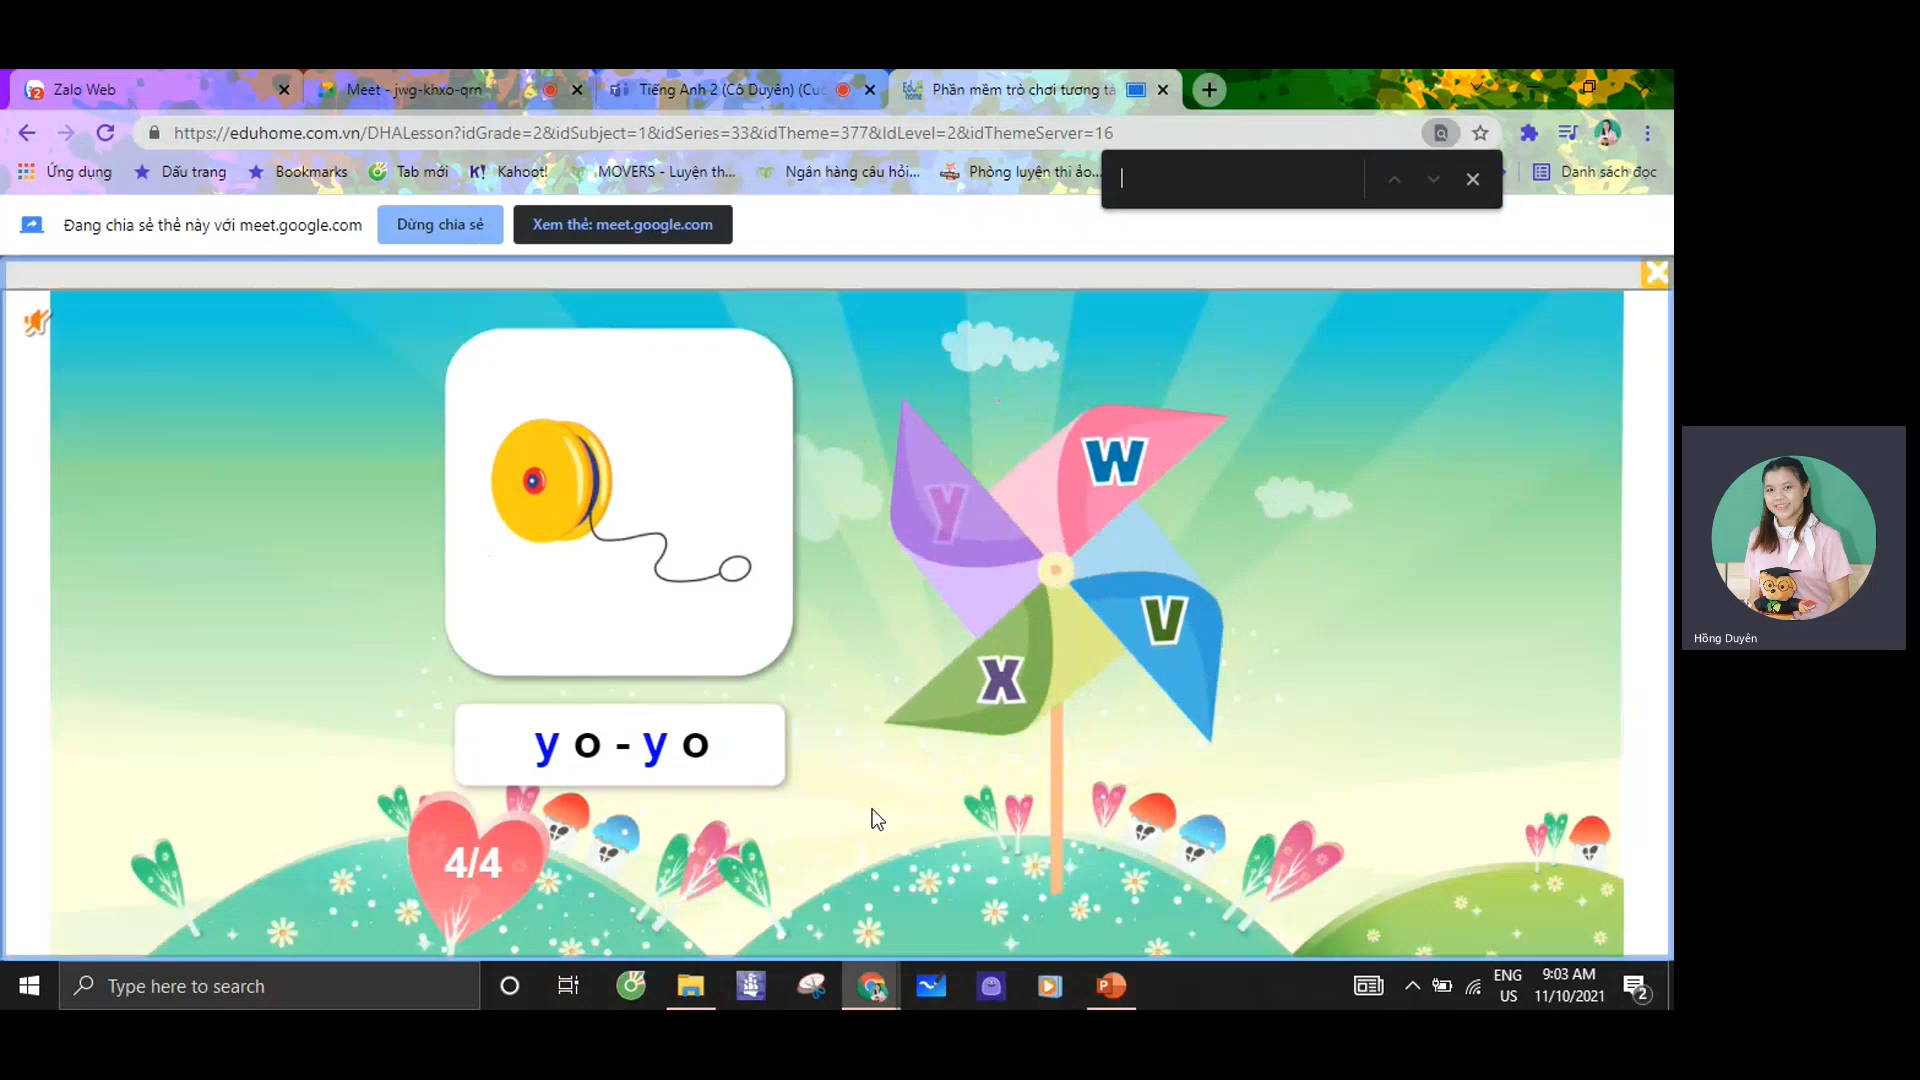 Zalo Web
Meet - jwg-khxo-qrn
Tiếng Anh 2 (Cô Duyên) (Cuộ
Phần mềm trò chơi tương tá
https://eduhome.com.vn/DHALesson?idGrade=2&idSubject=1&idSeries=33&idTheme=377&IdLevel=2&idThemeServer=16
Ứng dụng
Dấu trang
Bookmarks
Tab mới
K! Kahoot!
MOVERS - Luyện th...
Ngân hàng câu hỏi...
Phòng luyện thi ảo...
Danh sách đọc
Đang chia sẻ thẻ này với meet.google.com
Dừng chia sẻ
Xem thẻ: meet.google.com
y
w
v
x
yo-yo
4/4
Hồng Duyên
Type here to search
ENG
US
9:03 AM
11/10/2021
2